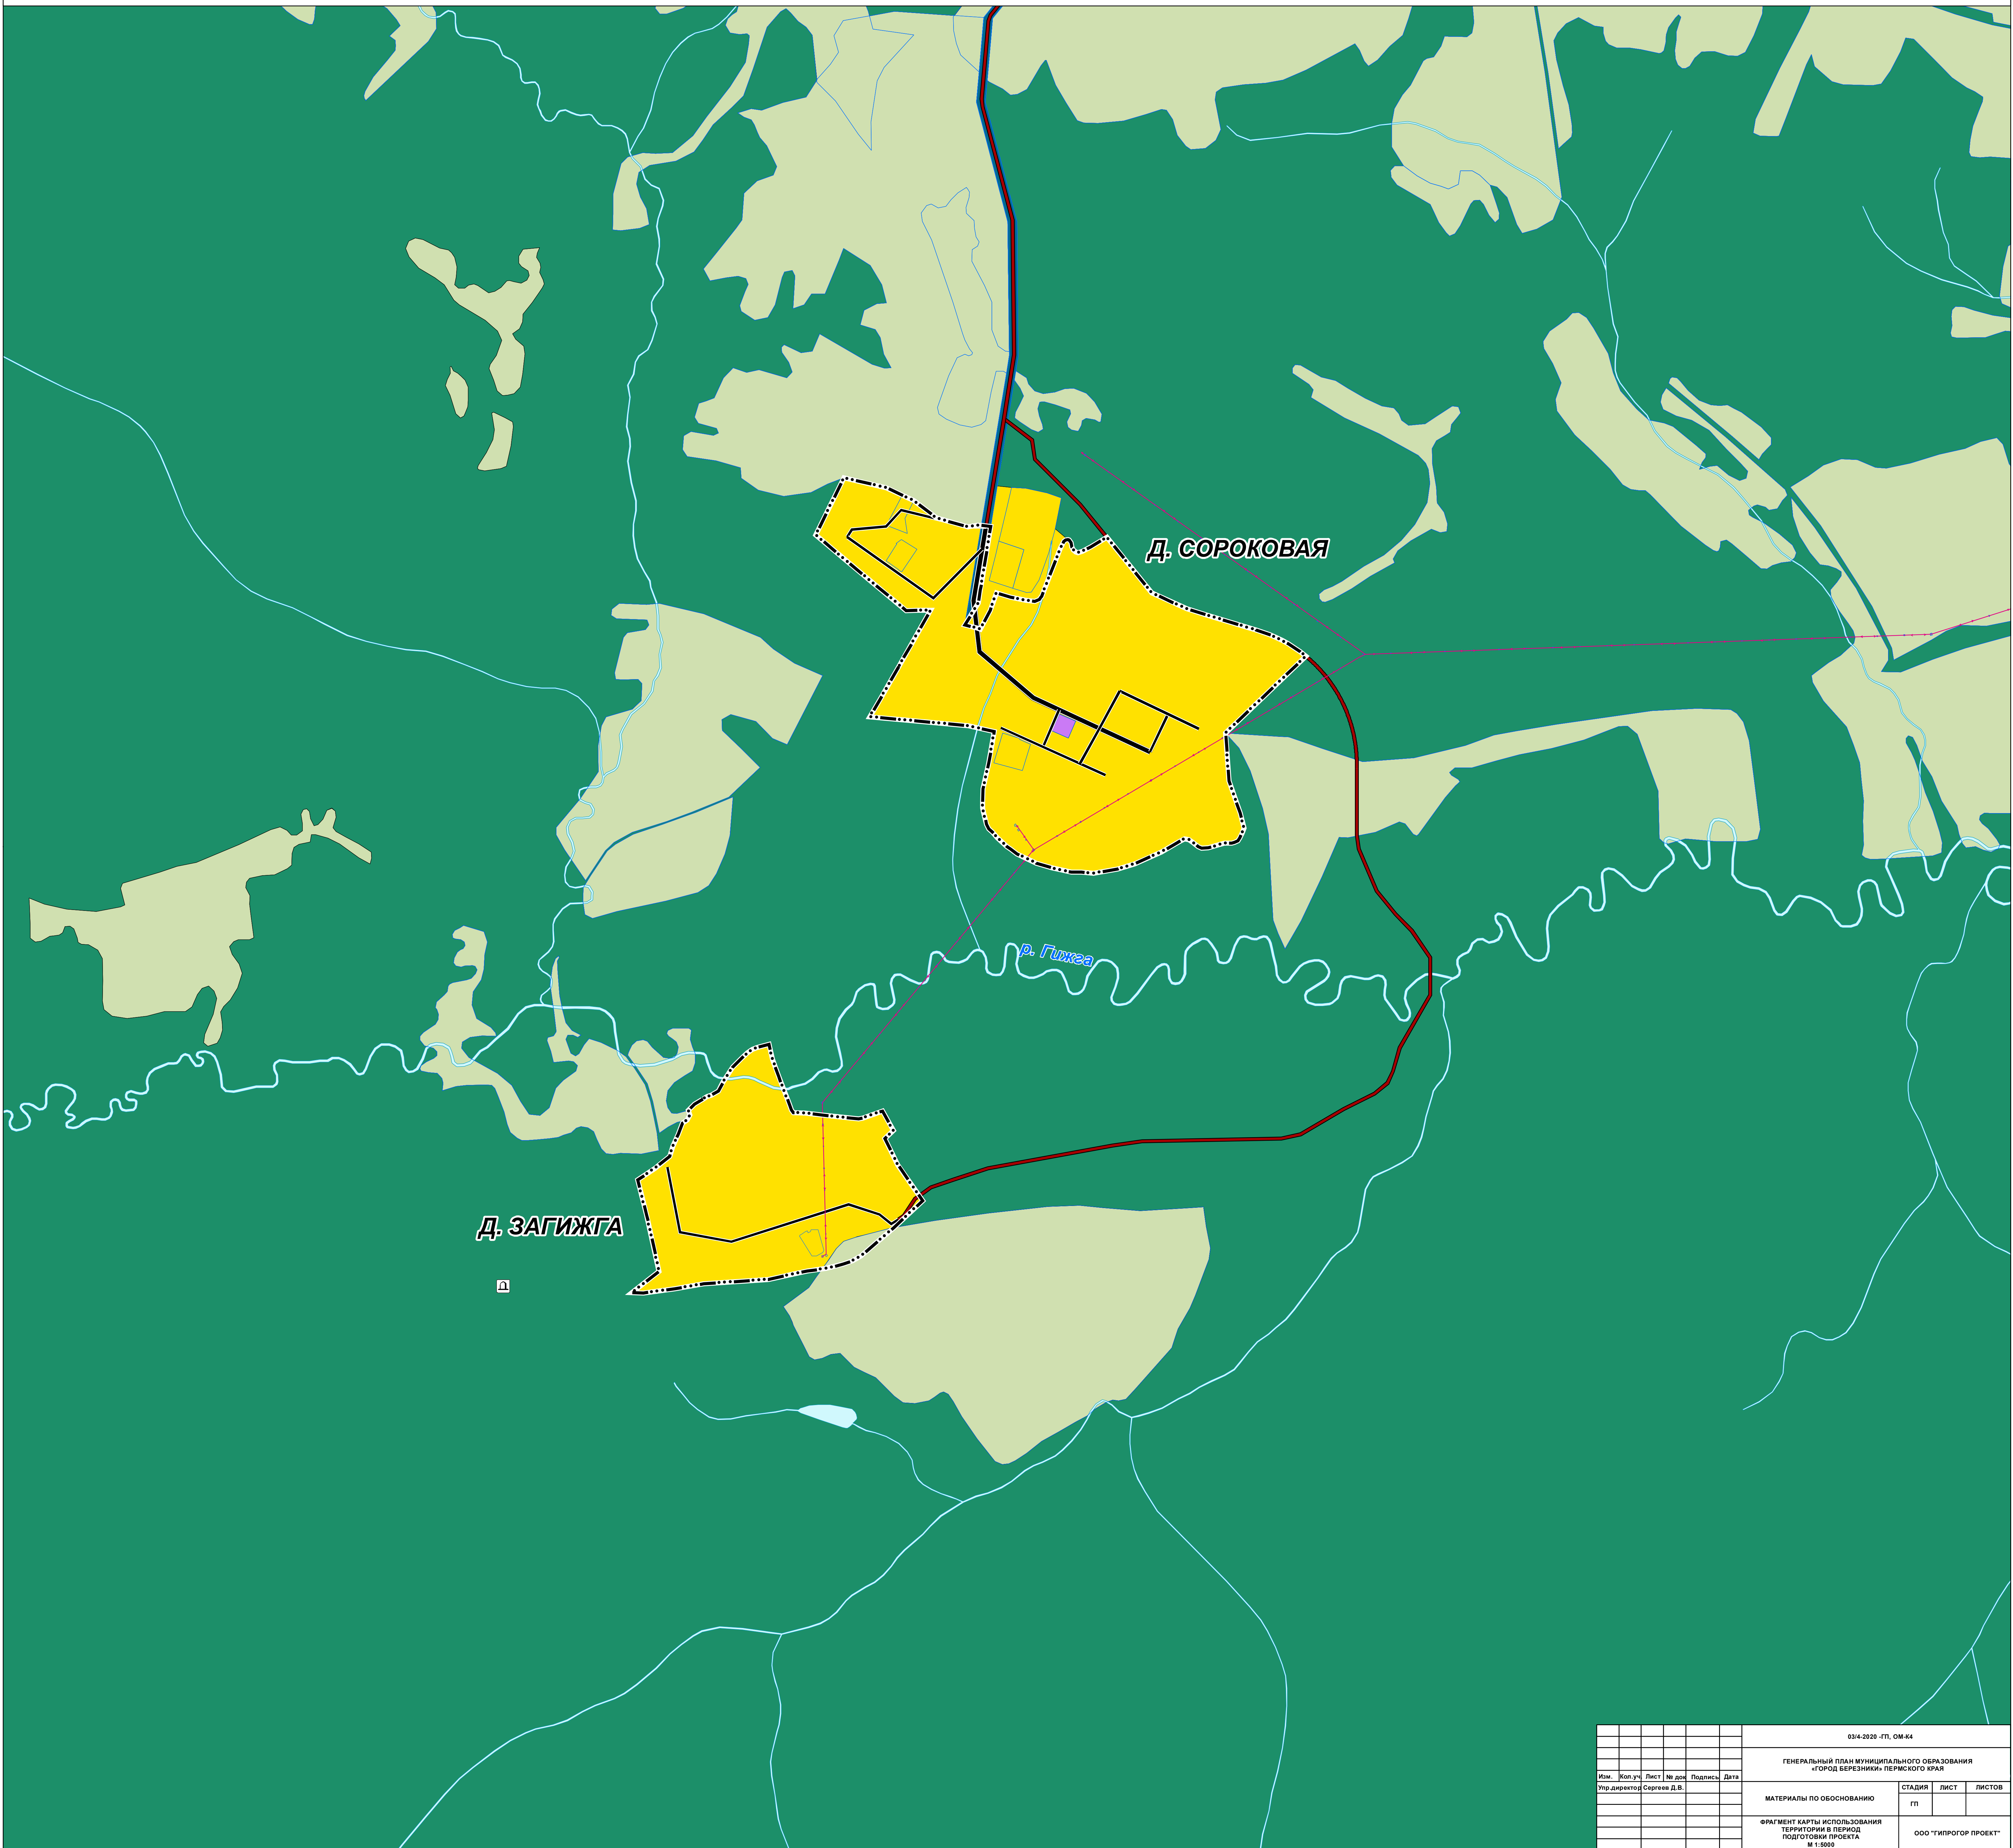 Д. СОРОКОВАЯ
р. Гижга
Д. ЗАГИЖГА
03/4-2020 -ГП, ОМ-К4
ГЕНЕРАЛЬНЫЙ ПЛАН МУНИЦИПАЛЬНОГО ОБРАЗОВАНИЯ
«ГОРОД БЕРЕЗНИКИ» ПЕРМСКОГО КРАЯ
Изм. Кол.уч Лист № док Подпись Дата
Упр.директор Сергеев Д.В.
МАТЕРИАЛЫ ПО ОБОСНОВАНИЮ
СТАДИЯ ЛИСТ ЛИСТОВ
ГП
ФРАГМЕНТ КАРТЫ ИСПОЛЬЗОВАНИЯ
ТЕРРИТОРИИ В ПЕРИОД
ПОДГОТОВКИ ПРОЕКТА
М 1:5000
ООО "ГИПРОГОР ПРОЕКТ"